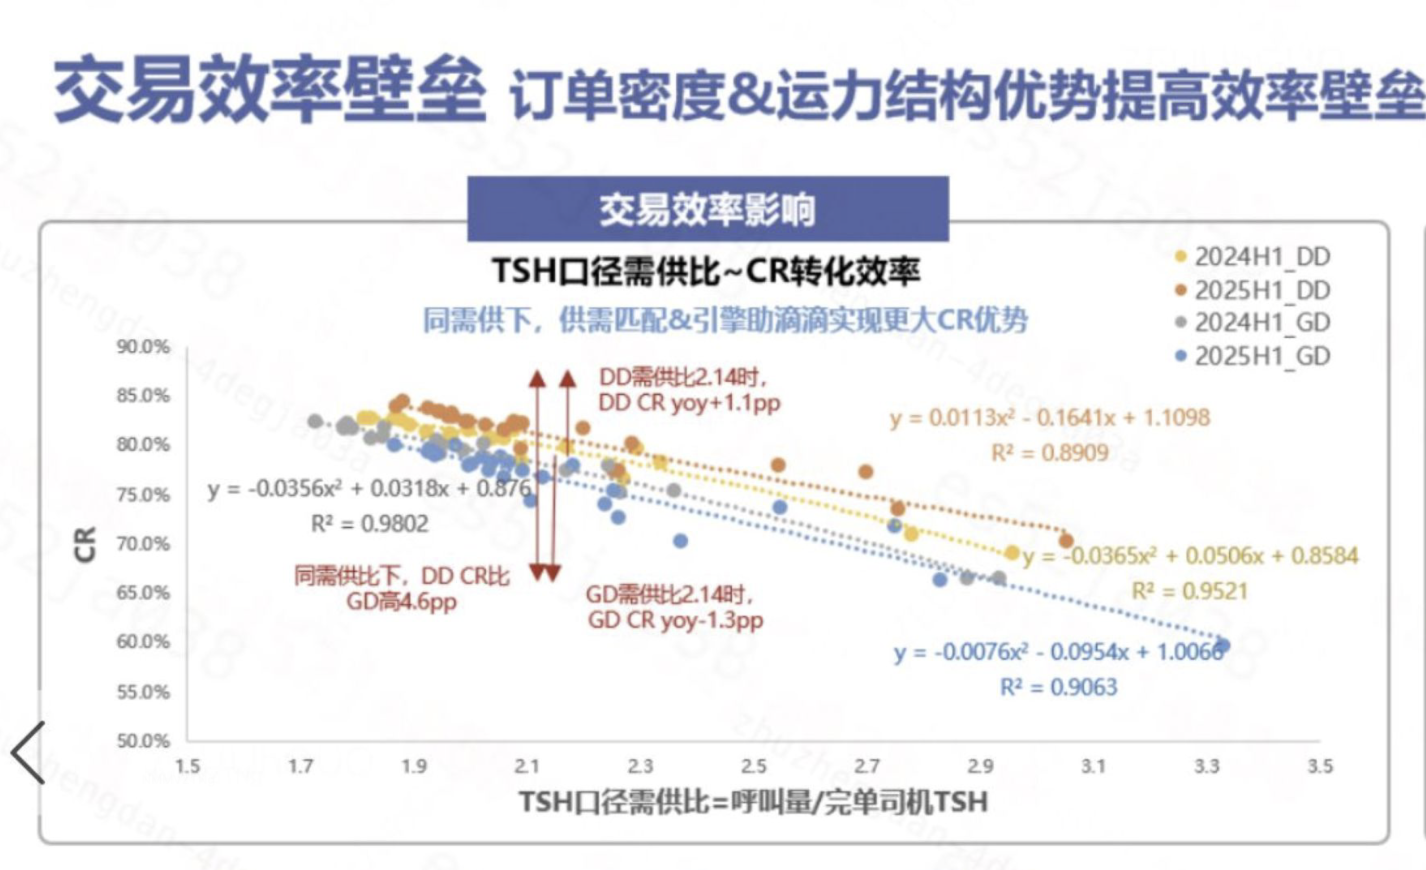 交易效率壁垒 订单密度&运力结构优势提高效率壁垒
交易效率影响
TSH口径需供比~CR转化效率
同需供下，供需匹配&引擎助滴滴实现更大CR优势
2024H1_DD
2025H1_DD
2024H1_GD
2025H1_GD
90.0%
85.0%
80.0%
75.0%
70.0%
65.0%
60.0%
55.0%
50.0%
CR
DD需供比2.14时，
DD CR yoy+1.1pp
y = 0.0113x² - 0.1641x + 1.1098
R² = 0.8909
y = -0.0356x² + 0.0318x + 0.876
R² = 0.9802
y = -0.0365x² + 0.0506x + 0.8584
R² = 0.9521
同需供比下，DD CR比
GD高4.6pp
GD需供比2.14时，
GD CR yoy-1.3pp
y = -0.0076x² - 0.0954x + 1.0066
R² = 0.9063
1.5 1.7 1.9 2.1 2.3 2.5 2.7 2.9 3.1 3.3 3.5
TSH口径需供比=呼叫量/完单司机TSH